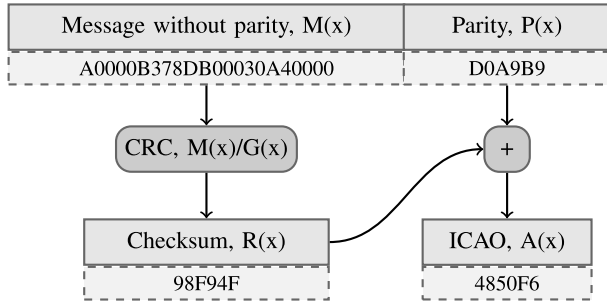 Message without parity, M(x) Parity, P(x)
A0000B378DB00030A40000 D0A9B9
CRC, M(x)/G(x) +
Checksum, R(x) ICAO, A(x)
98F94F 4850F6